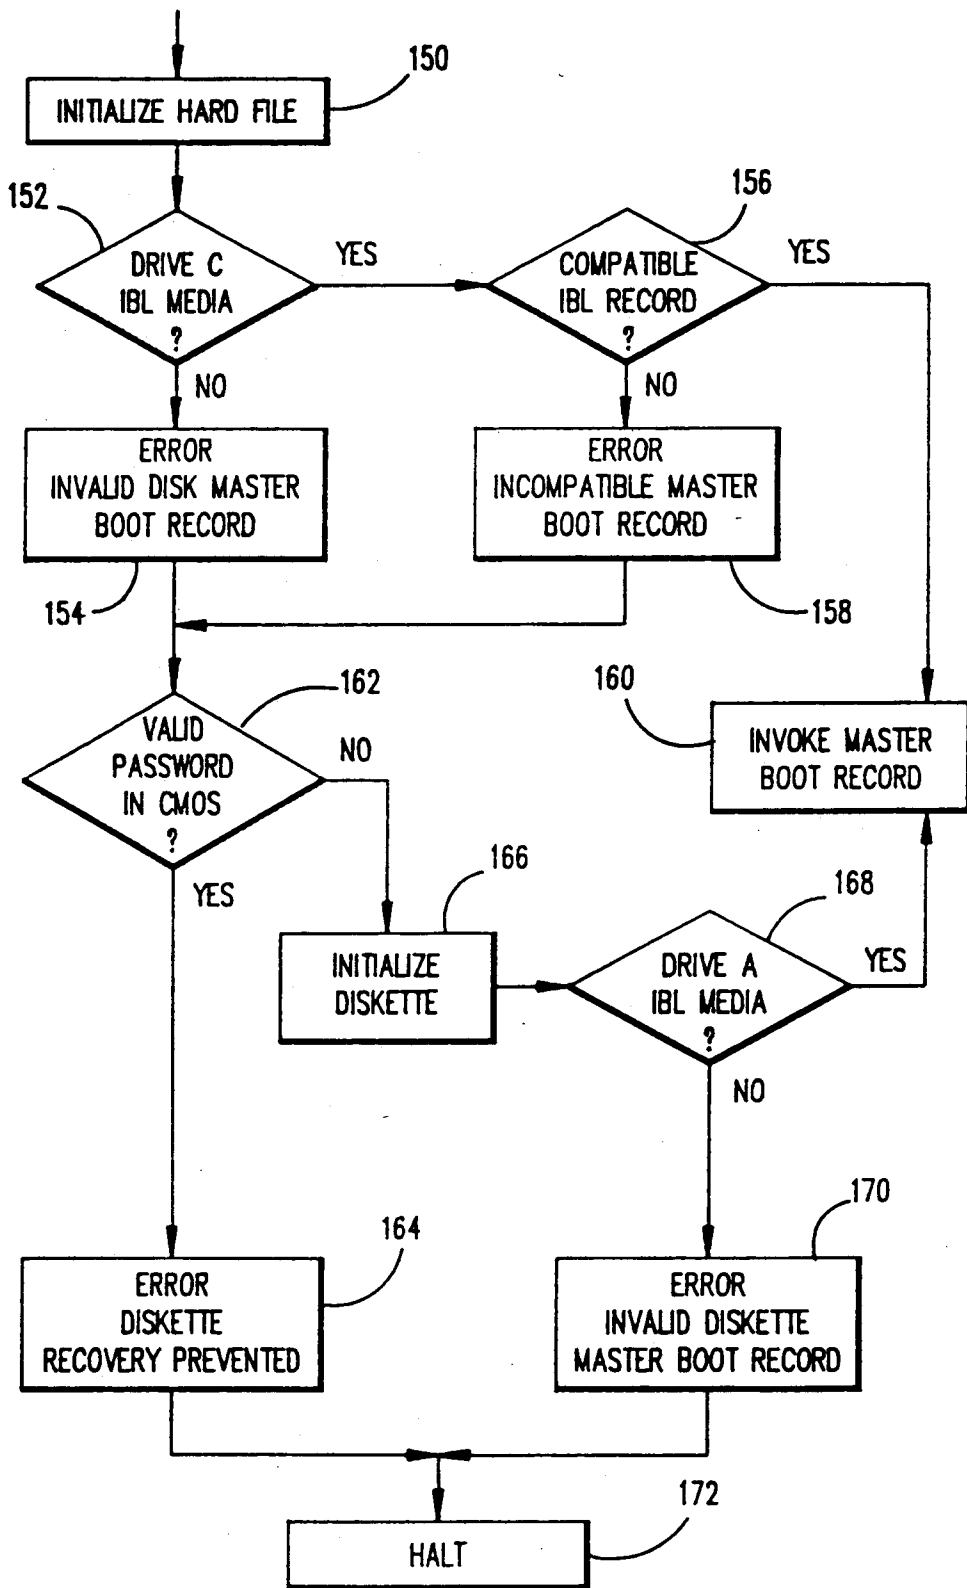 150
INITIALIZE HARD FILE
152
156
DRIVE C
IBL MEDIA
?
YES
COMPATIBLE
IBL RECORD
?
YES
NO
NO
ERROR
INVALID DISK MASTER
BOOT RECORD
ERROR
INCOMPATIBLE MASTER
BOOT RECORD
154
158
162
160
VALID
PASSWORD
IN CMOS
?
NO
INVOKE MASTER
BOOT RECORD
YES
166
168
INITIALIZE
DISKETTE
DRIVE A
IBL MEDIA
?
YES
NO
164
170
ERROR
DISKETTE
RECOVERY PREVENTED
ERROR
INVALID DISKETTE
MASTER BOOT RECORD
172
HALT